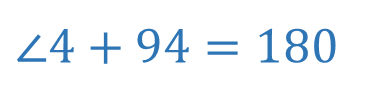 ∠4 + 94 = 180